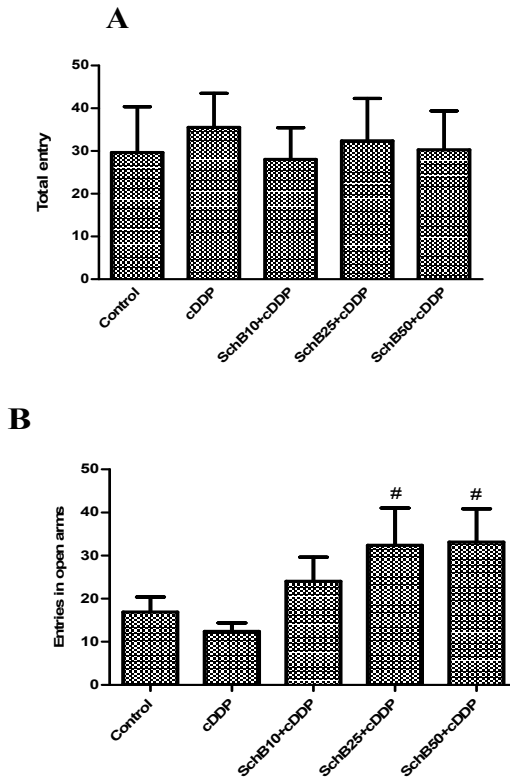 A
Total entry
50
40
30
20
10
0
Control
cDDP
SchB10+cDDP
SchB25+cDDP
SchB50+cDDP
B
Entries in open arms
50
40
30
20
10
0
#
#
Control
cDDP
SchB10+cDDP
SchB25+cDDP
SchB50+cDDP